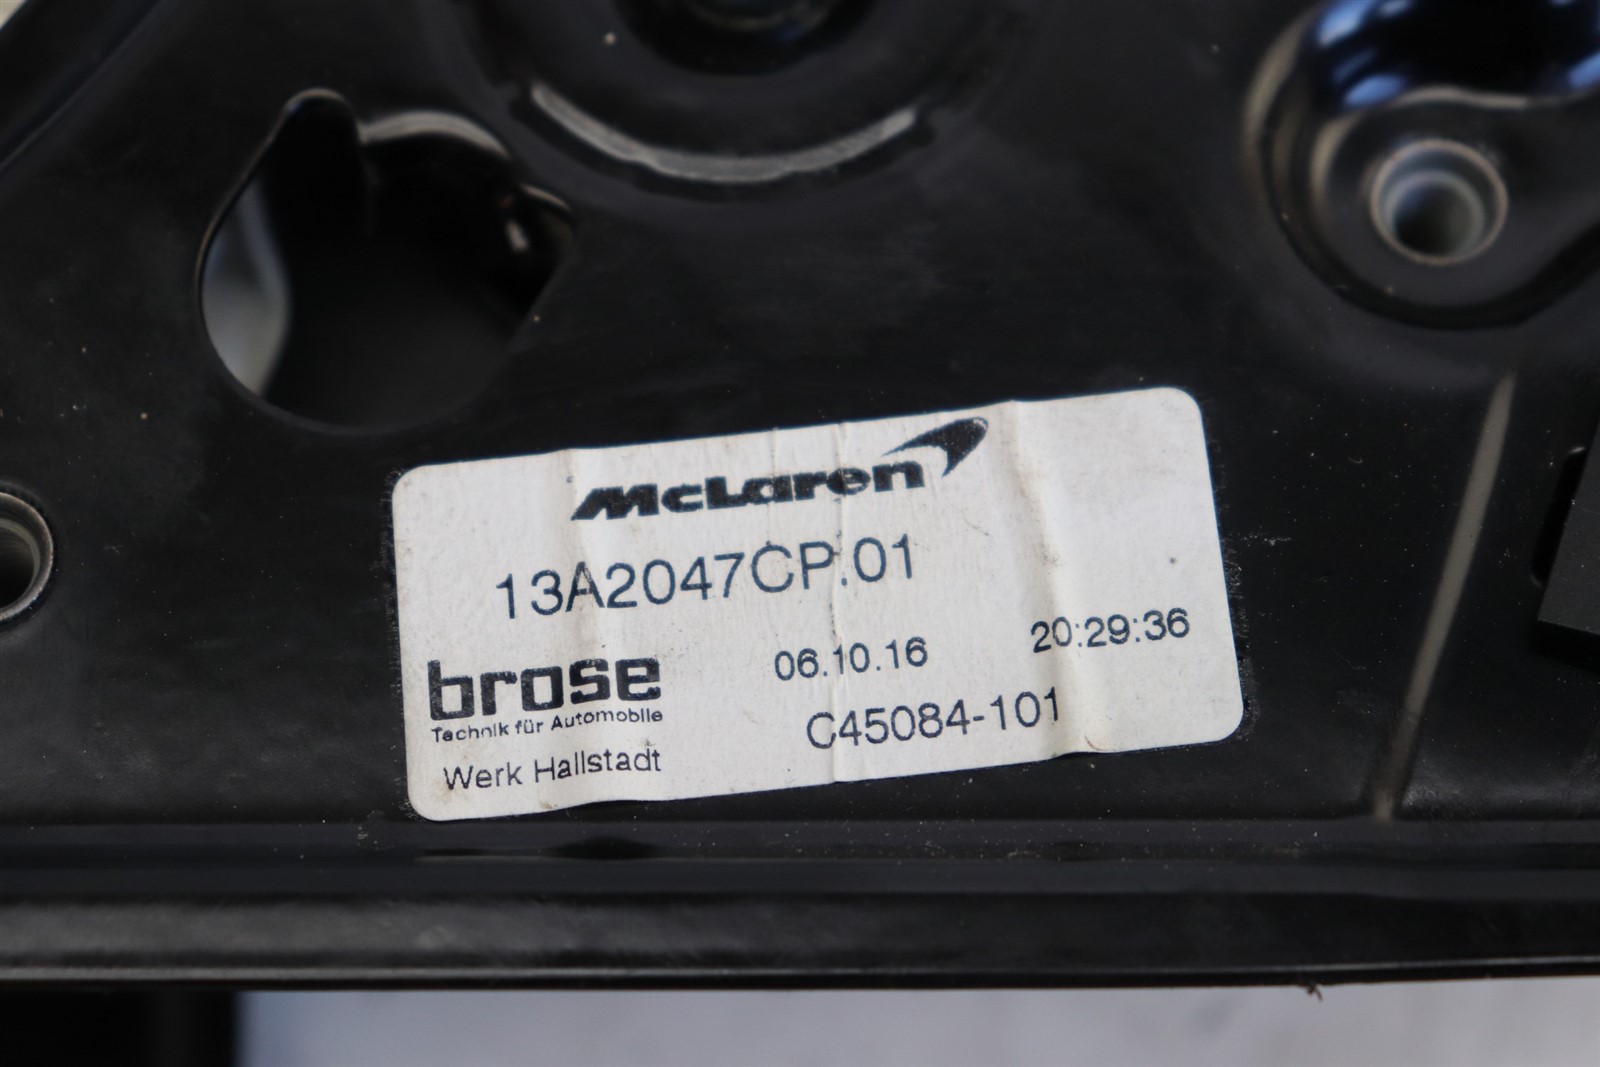 McLaren
13A2047CP.01
brose
Technik für Automobile
Werk Hallstadt
06.10.16 20:29:36
C45084-101